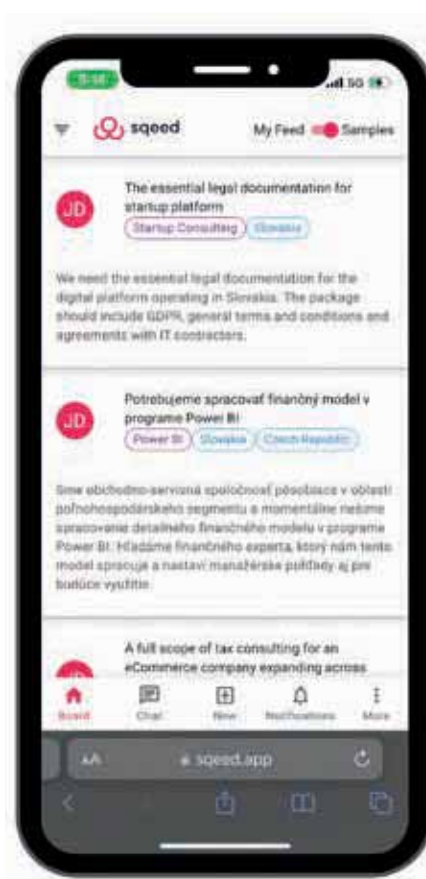 5G
sqeed
My Feed
Samples
JD
The essential legal documentation for
startup platform
Startup Consulting
Slovakia
We need the essential legal documentation for the
digital platform operating in Slovakia. The package
should include GDPR, general terms and conditions and
agreements with IT contractors.
JD
Potrebujeme spracovať finančný model v
programe Power BI
Power BI
Slovakia
Czech Republic
Sme obchodno-servisná spoločnosť pôsobiace v oblasti
poľnohospodárskeho segmentu a momentálne riešime
spracovanie detailného finančného modelu v programe
Power BI. Hľadáme finančného experta, ktorý nám tento
model spracuje a nastaví manažérske pohľady aj pre
budúce využitie.
A full scope of tax consulting for an
eCommerce company expanding across
JD
Board
Chat
New
Notifications
More
AA
sqeed.app